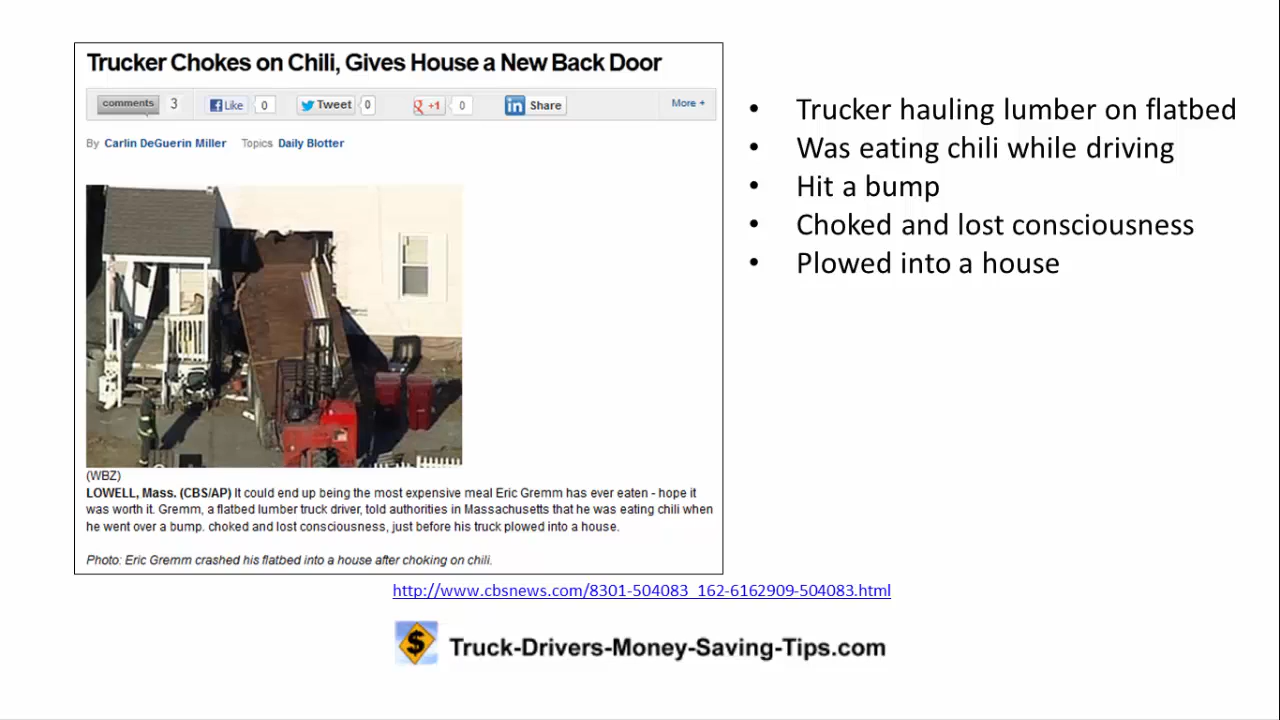 Trucker Chokes on Chili, Gives House a New Back Door
comments 3 Like 0 Tweet 0 +1 0 Share More +
By Carlin DeGuerin Miller Topics Daily Blotter
(WBZ)
LOWELL, Mass. (CBS/AP) It could end up being the most expensive meal Eric Gremm has ever eaten - hope it
was worth it. Gremm, a flatbed lumber truck driver, told authorities in Massachusetts that he was eating chili when
he went over a bump. choked and lost consciousness, just before his truck plowed into a house.
Photo: Eric Gremm crashed his flatbed into a house after choking on chili.
• Trucker hauling lumber on flatbed
• Was eating chili while driving
• Hit a bump
• Choked and lost consciousness
• Plowed into a house
http://www.cbsnews.com/8301-504083_162-6162909-504083.html
$ Truck-Drivers-Money-Saving-Tips.com